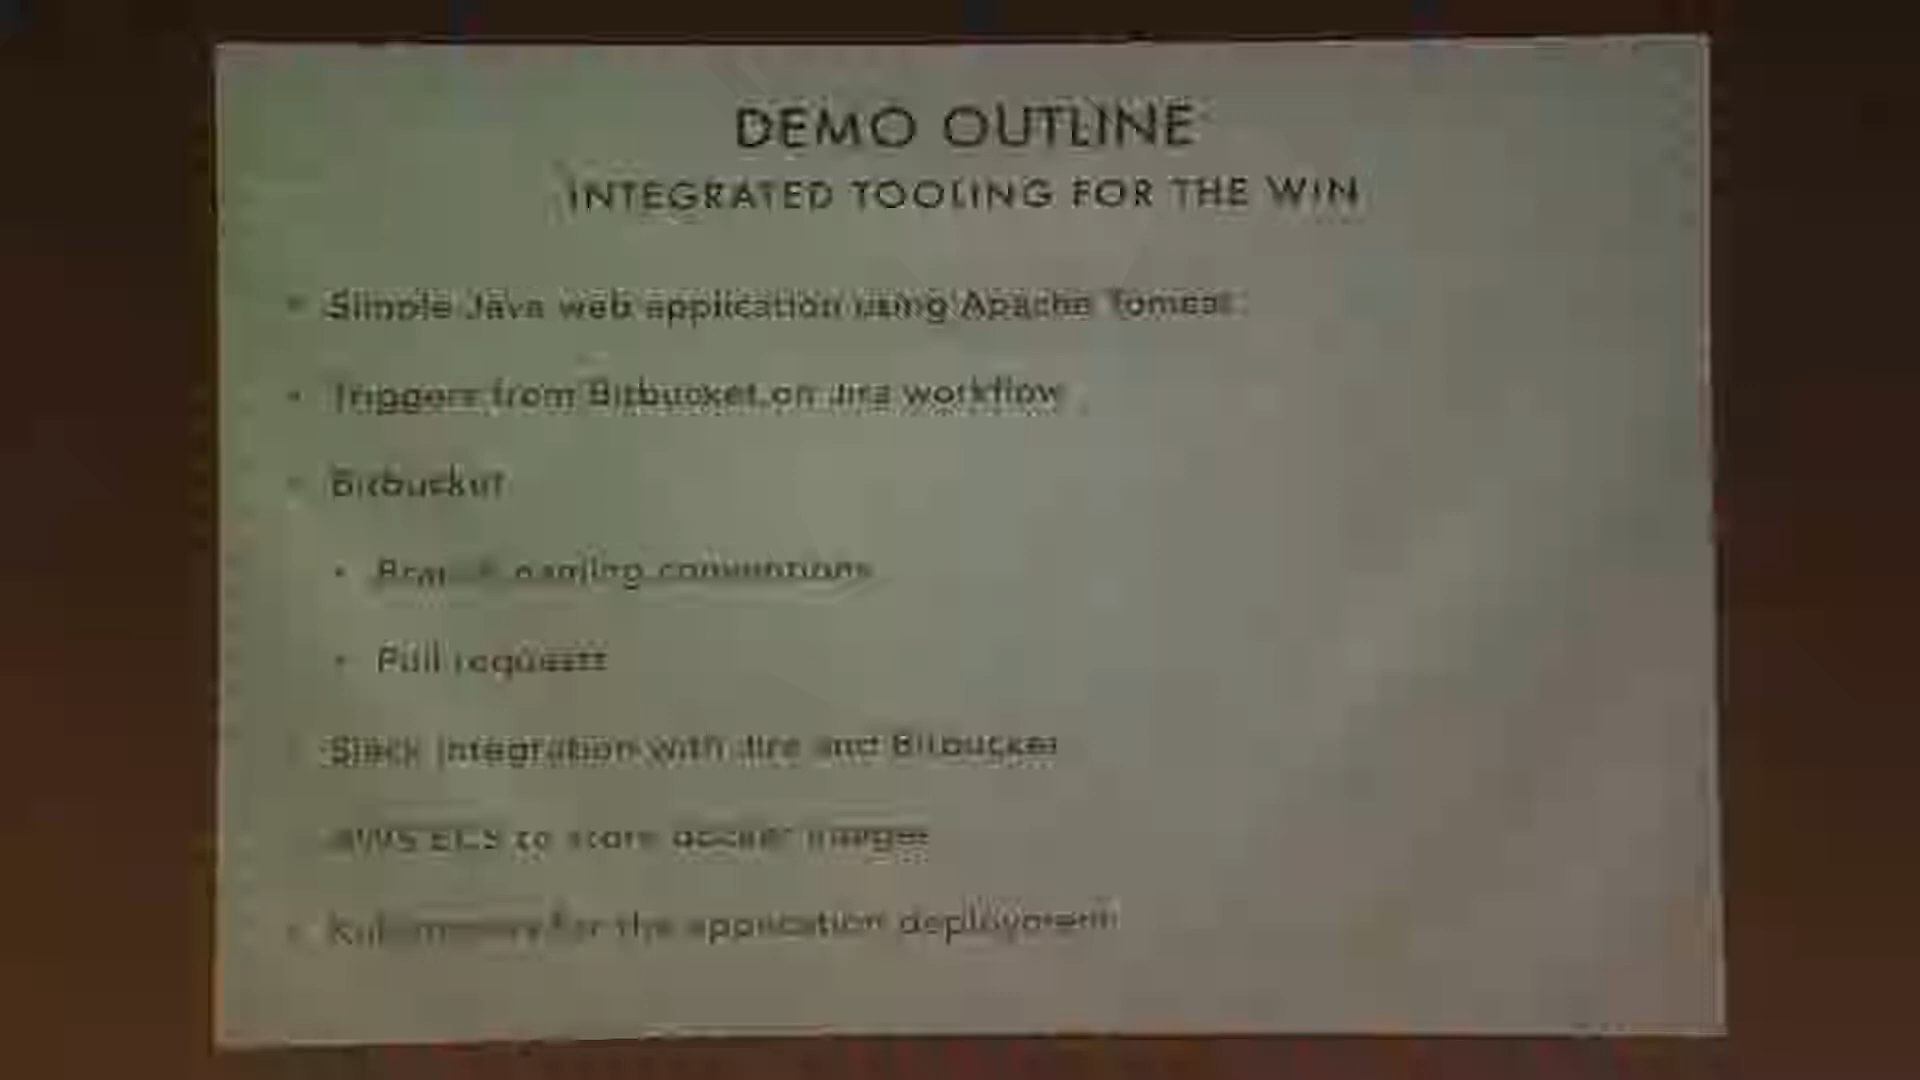 DEMO OUTLINE
INTEGRATED TOOLING FOR THE WIN
• Simple Java web application using Apache Tomcat
• Triggers from Bitbucket on Jira workflow
• Bitbucket
• Branch naming conventions
• Pull requests
Slack integration with Jira and Bitbucket
AWS ECS to store docker images
• Kubernetes for the application deployment